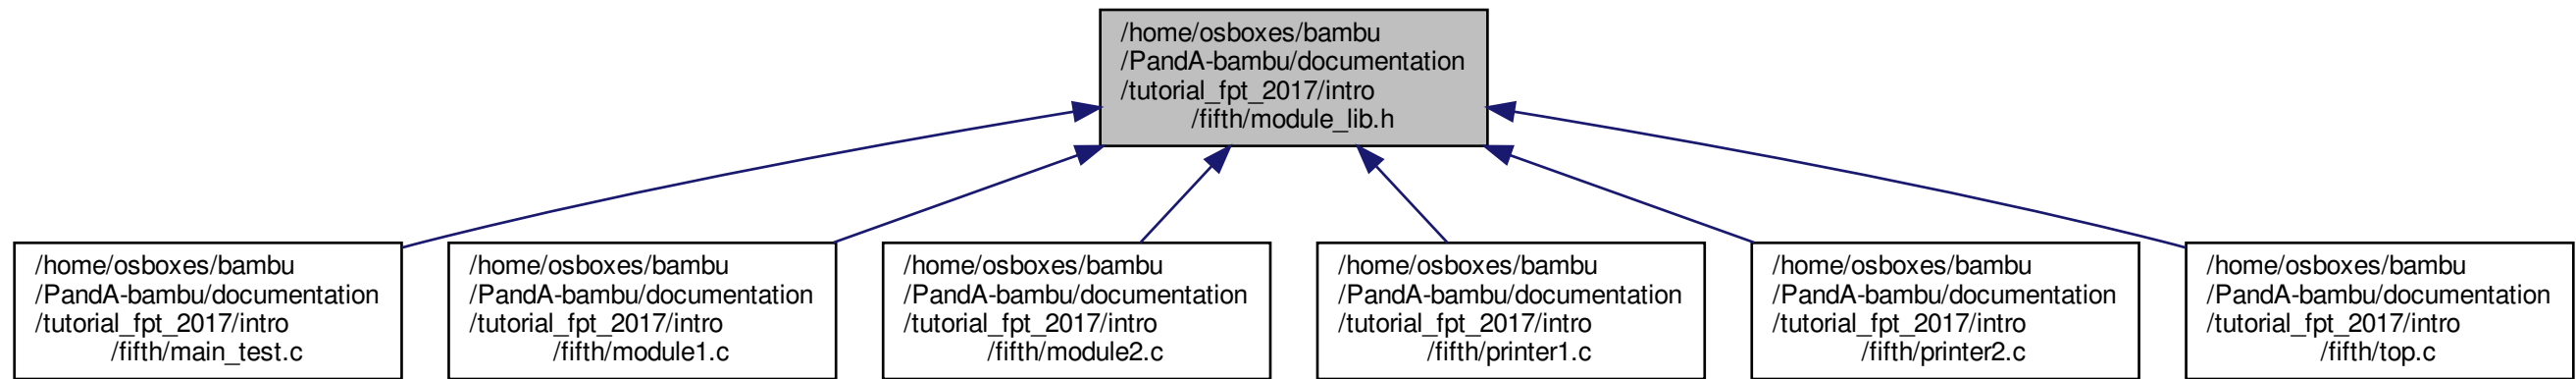 /home/osboxes/bambu
/PandA-bambu/documentation
/tutorial_fpt_2017/intro
/fifth/module_lib.h
/home/osboxes/bambu
/PandA-bambu/documentation
/tutorial_fpt_2017/intro
/fifth/main_test.c
/home/osboxes/bambu
/PandA-bambu/documentation
/tutorial_fpt_2017/intro
/fifth/module1.c
/home/osboxes/bambu
/PandA-bambu/documentation
/tutorial_fpt_2017/intro
/fifth/module2.c
/home/osboxes/bambu
/PandA-bambu/documentation
/tutorial_fpt_2017/intro
/fifth/printer1.c
/home/osboxes/bambu
/PandA-bambu/documentation
/tutorial_fpt_2017/intro
/fifth/printer2.c
/home/osboxes/bambu
/PandA-bambu/documentation
/tutorial_fpt_2017/intro
/fifth/top.c